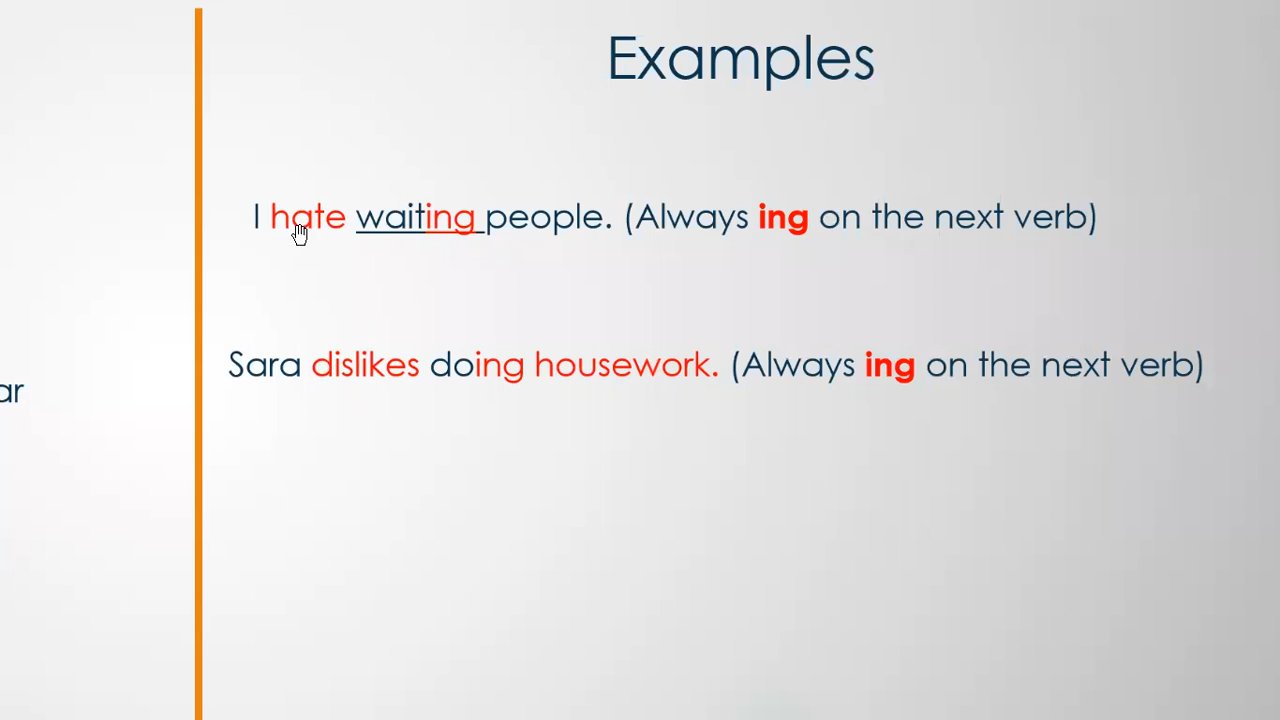 Examples
I hate waiting people. (Always ing on the next verb)
Sara dislikes doing housework. (Always ing on the next verb)
ar